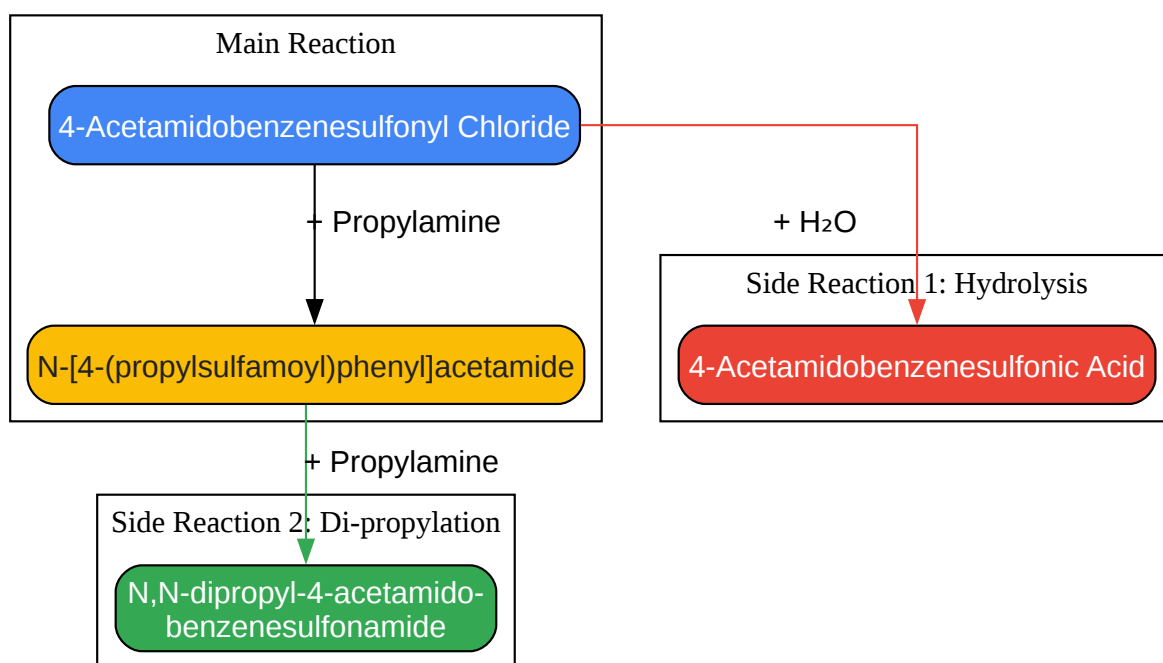 Main Reaction
4-Acetamidobenzenesulfonyl Chloride
+ Propylamine
+ H₂O
N-[4-(propylsulfamoyl)phenyl]acetamide
Side Reaction 1: Hydrolysis
4-Acetamidobenzenesulfonic Acid
+ Propylamine
Side Reaction 2: Di-propylation
N,N-dipropyl-4-acetamido-
benzenesulfonamide